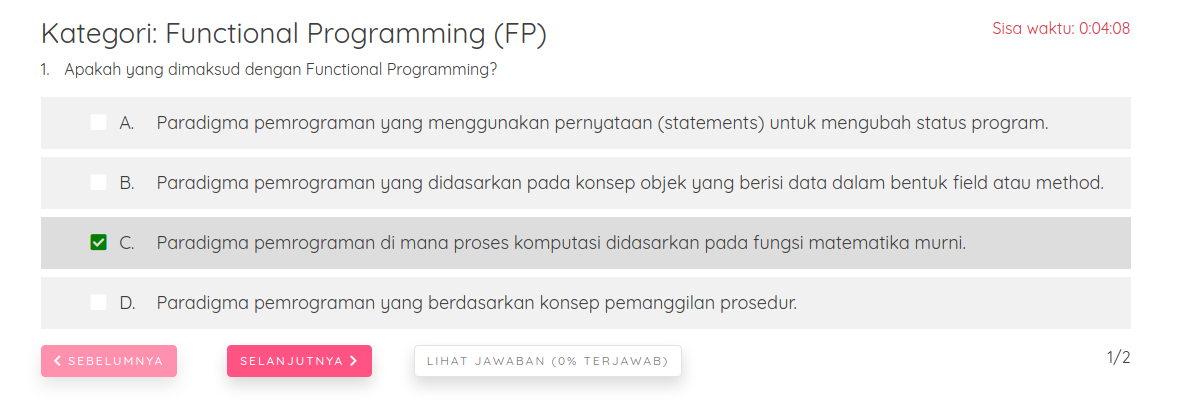 Kategori: Functional Programming (FP)
Sisa waktu: 0:04:08
1. Apakah yang dimaksud dengan Functional Programming?
A. Paradigma pemrograman yang menggunakan pernyataan (statements) untuk mengubah status program.
B. Paradigma pemrograman yang didasarkan pada konsep objek yang berisi data dalam bentuk field atau method.
C. Paradigma pemrograman di mana proses komputasi didasarkan pada fungsi matematika murni.
D. Paradigma pemrograman yang berdasarkan konsep pemanggilan prosedur.
SEBELUMNYA SELANJUTNYA LIHAT JAWABAN (0% TERJAWAB) 1/2